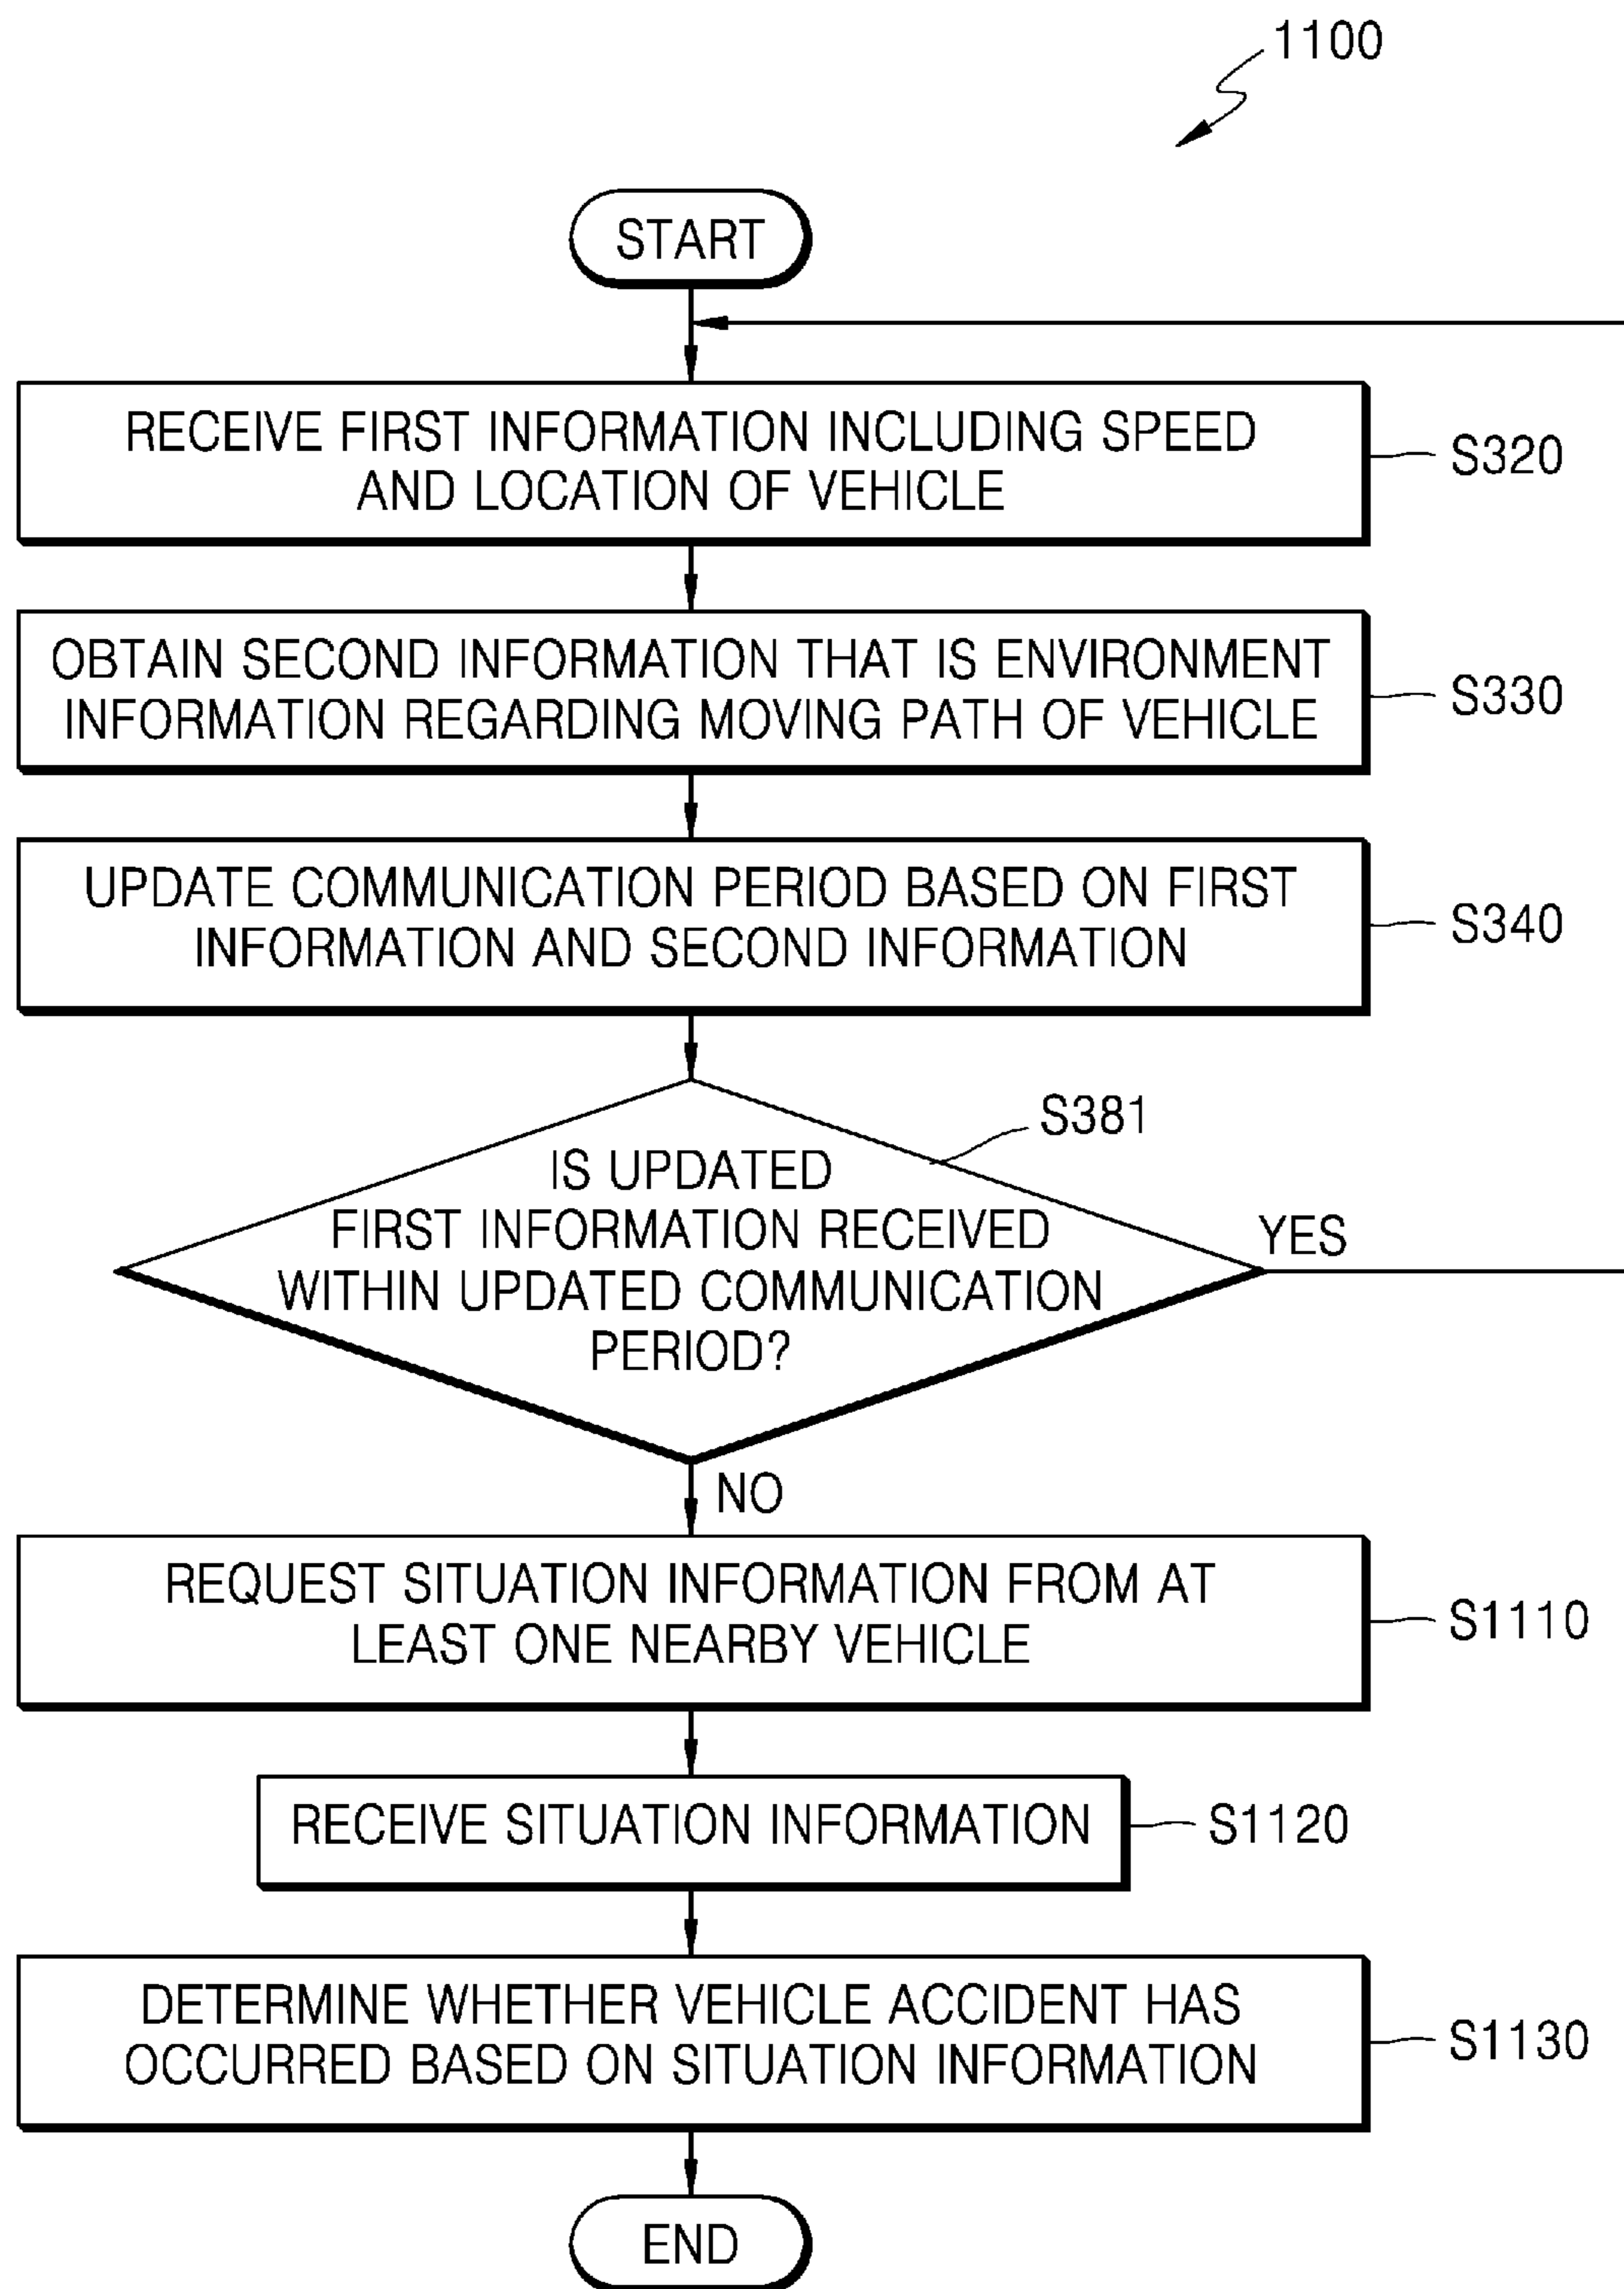 1100
START
RECEIVE FIRST INFORMATION INCLUDING SPEED
AND LOCATION OF VEHICLE
S320
OBTAIN SECOND INFORMATION THAT IS ENVIRONMENT
INFORMATION REGARDING MOVING PATH OF VEHICLE
S330
UPDATE COMMUNICATION PERIOD BASED ON FIRST
INFORMATION AND SECOND INFORMATION
S340
S381
IS UPDATED
FIRST INFORMATION RECEIVED
WITHIN UPDATED COMMUNICATION
PERIOD?
YES
NO
REQUEST SITUATION INFORMATION FROM AT
LEAST ONE NEARBY VEHICLE
S1110
RECEIVE SITUATION INFORMATION
S1120
DETERMINE WHETHER VEHICLE ACCIDENT HAS
OCCURRED BASED ON SITUATION INFORMATION
S1130
END